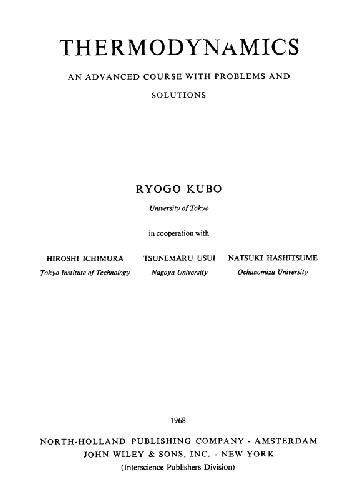 THERMODYNAMICS
AN ADVANCED COURSE WITH PROBLEMS AND
SOLUTIONS
RYOGO KUBO
University of Tokyo
in cooperation with
HIROSHI ICHIMURA TSUNEMARU USUI NATSUKI HASHITSUME
Tokyo Institute of Technology Nagoya University Ochanomizu University
1968
NORTH-HOLLAND PUBLISHING COMPANY - AMSTERDAM
JOHN WILEY & SONS, INC. - NEW YORK
(Interscience Publishers Division)